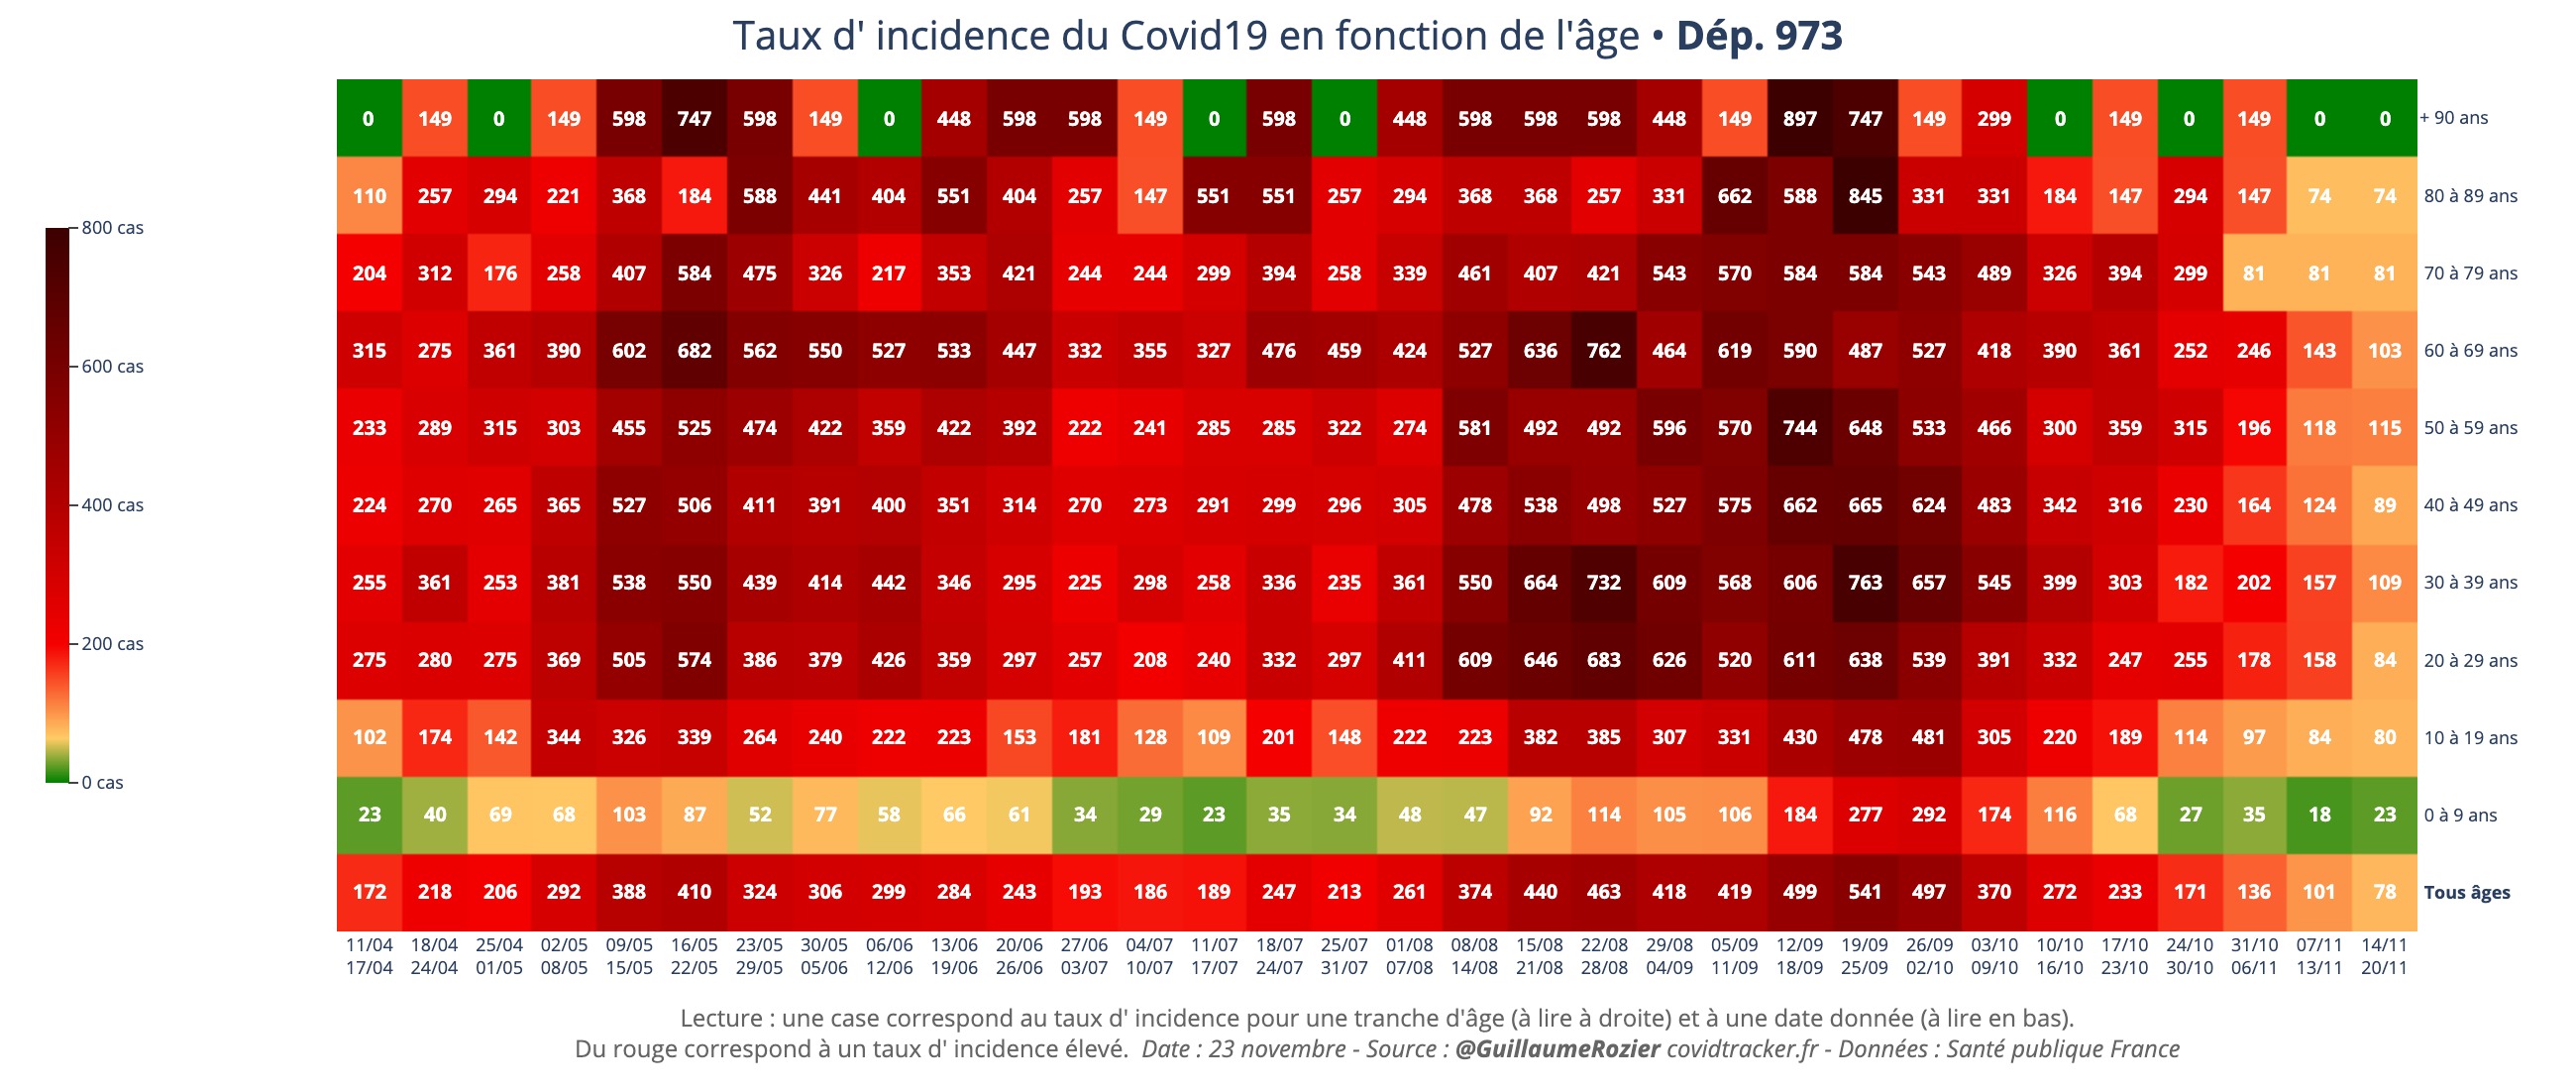 Taux d' incidence du Covid19 en fonction de l'âge • Dép. 973
0 149 0 149 598 747 598 149 0 448 598 598 149 0 598 0 448 598 598 598 448 149 897 747 149 299 0 149 0 149 0 0 + 90 ans
110 257 294 221 368 184 588 441 404 551 404 257 147 551 551 257 294 368 368 257 331 662 588 845 331 331 184 147 294 147 74 74 80 à 89 ans
800 cas
204 312 176 258 407 584 475 326 217 353 421 244 244 299 394 258 339 461 407 421 543 570 584 584 543 489 326 394 299 81 81 81 70 à 79 ans
315 275 361 390 602 682 562 550 527 533 447 332 355 327 476 459 424 527 636 762 464 619 590 487 527 418 390 361 252 246 143 103 60 à 69 ans
600 cas
233 289 315 303 455 525 474 422 359 422 392 222 241 285 285 322 274 581 492 492 596 570 744 648 533 466 300 359 315 196 118 115 50 à 59 ans
400 cas
224 270 265 365 527 506 411 391 400 351 314 270 273 291 299 296 305 478 538 498 527 575 662 665 624 483 342 316 230 164 124 89 40 à 49 ans
255 361 253 381 538 550 439 414 442 346 295 225 298 258 336 235 361 550 664 732 609 568 606 763 657 545 399 303 182 202 157 109 30 à 39 ans
200 cas
275 280 275 369 505 574 386 379 426 359 297 257 208 240 332 297 411 609 646 683 626 520 611 638 539 391 332 247 255 178 158 84 20 à 29 ans
102 174 142 344 326 339 264 240 222 223 153 181 128 109 201 148 222 223 382 385 307 331 430 478 481 305 220 189 114 97 84 80 10 à 19 ans
0 cas
23 40 69 68 103 87 52 77 58 66 61 34 29 23 35 34 48 47 92 114 105 106 184 277 292 174 116 68 27 35 18 23 0 à 9 ans
172 218 206 292 388 410 324 306 299 284 243 193 186 189 247 213 261 374 440 463 418 419 499 541 497 370 272 233 171 136 101 78 Tous âges
11/04 18/04 25/04 02/05 09/05 16/05 23/05 30/05 06/06 13/06 20/06 27/06 04/07 11/07 18/07 25/07 01/08 08/08 15/08 22/08 29/08 05/09 12/09 19/09 26/09 03/10 10/10 17/10 24/10 31/10 07/11 14/11
17/04 24/04 01/05 08/05 15/05 22/05 29/05 05/06 12/06 19/06 26/06 03/07 10/07 17/07 24/07 31/07 07/08 14/08 21/08 28/08 04/09 11/09 18/09 25/09 02/10 09/10 16/10 23/10 30/10 06/11 13/11 20/11
Lecture : une case correspond au taux d' incidence pour une tranche d'âge (à lire à droite) et à une date donnée (à lire en bas).
Du rouge correspond à un taux d' incidence élevé. Date : 23 novembre - Source : @GuillaumeRozier covidtracker.fr - Données : Santé publique France